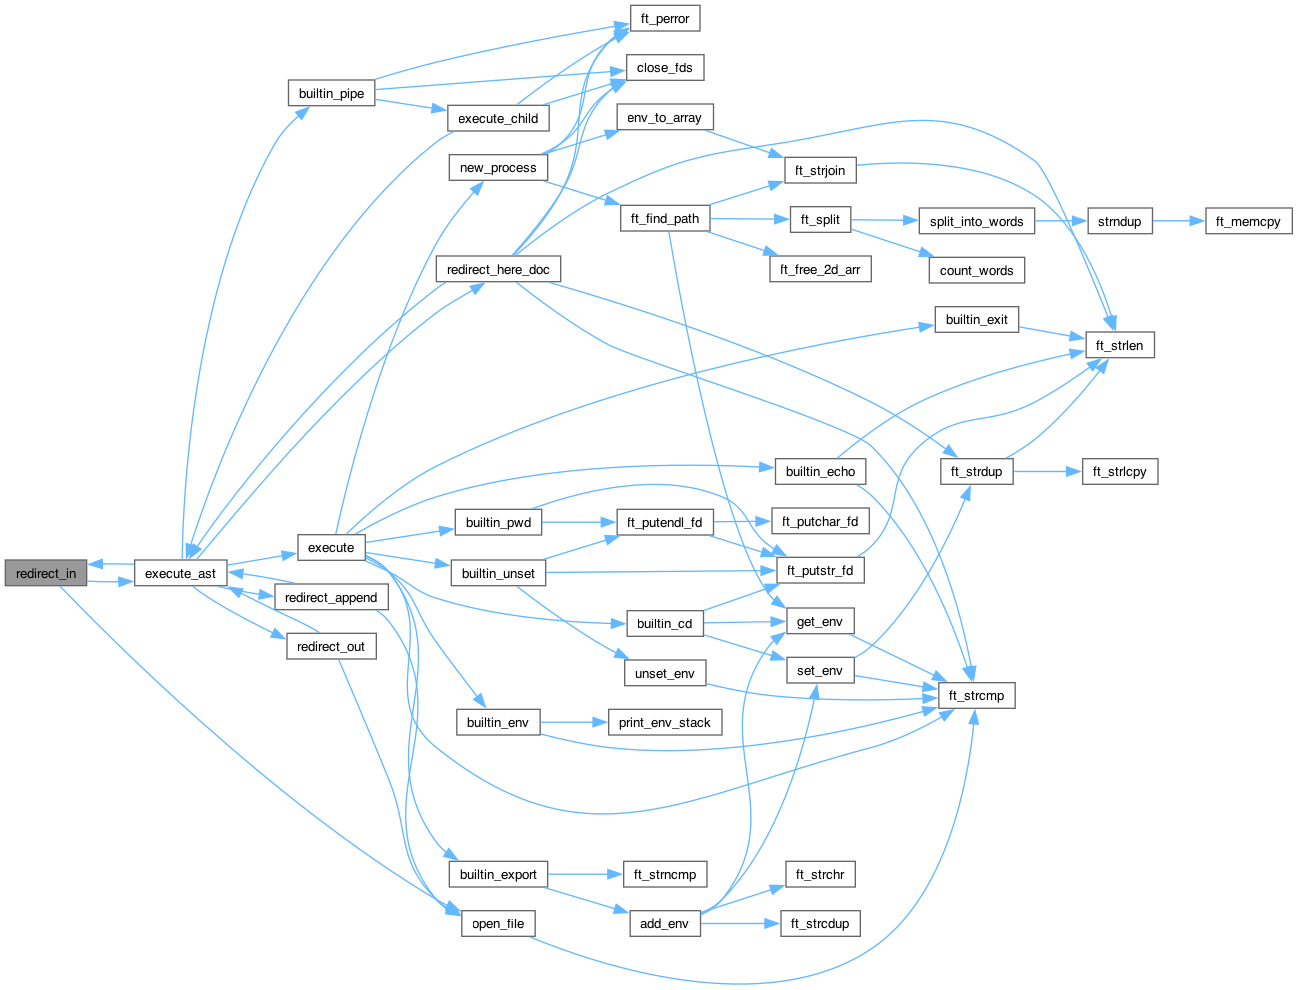 ft_perror
close_fds
builtin_pipe
execute_child
env_to_array
new_process
ft_strjoin
ft_find_path
ft_split
split_into_words
strndup
ft_memcpy
redirect_here_doc
ft_free_2d_arr
count_words
builtin_exit
ft_strlen
builtin_echo
ft_strdup
ft_strlcpy
builtin_pwd
ft_putendl_fd
ft_putchar_fd
execute
redirect_in
execute_ast
builtin_unset
ft_putstr_fd
redirect_append
builtin_cd
get_env
redirect_out
unset_env
set_env
ft_strcmp
builtin_env
print_env_stack
builtin_export
ft_strncmp
ft_strchr
open_file
add_env
ft_strcdup